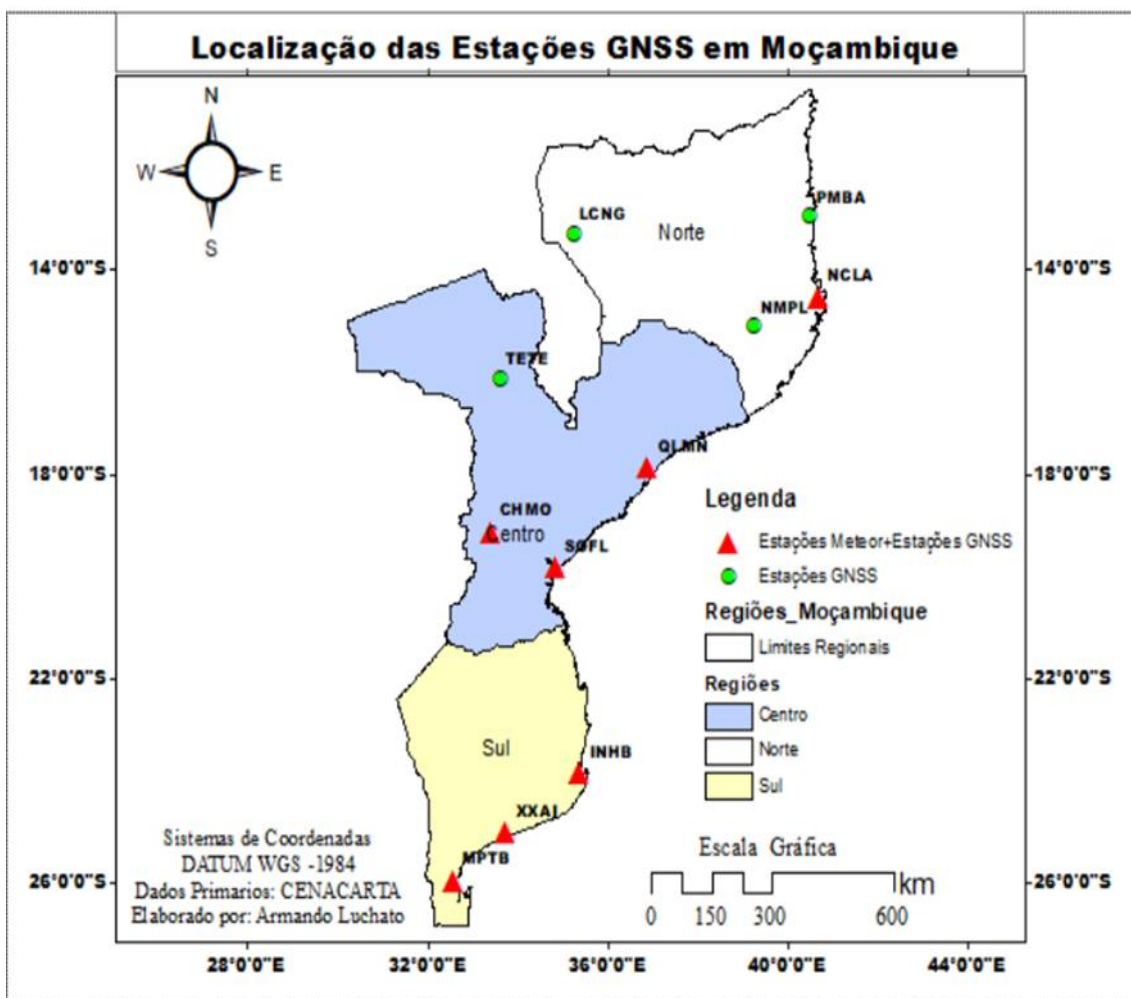 Localização das Estações GNSS em Moçambique
N
W
E
S
PMBA
LCNG
Norte
14°0'0"S
14°0'0"S
NCLA
NMPL
TETE
QLMN
18°0'0"S
18°0'0"S
CHMO
Centro
SOFL
Legenda
Estações Meteor+Estações GNSS
Estações GNSS
Regiões_Moçambique
Limites Regionais
Regiões
22°0'0"S
22°0'0"S
Centro
Norte
Sul
Sul
INHB
XXAI
MPTB
Sistemas de Coordenadas
DATUM WGS -1984
Dados Primarios: CENACARTA
Elaborado por: Armando Luchato
Escala Gráfica
km
0 150 300 600
26°0'0"S
26°0'0"S
28°0'0"E 32°0'0"E 36°0'0"E 40°0'0"E 44°0'0"E